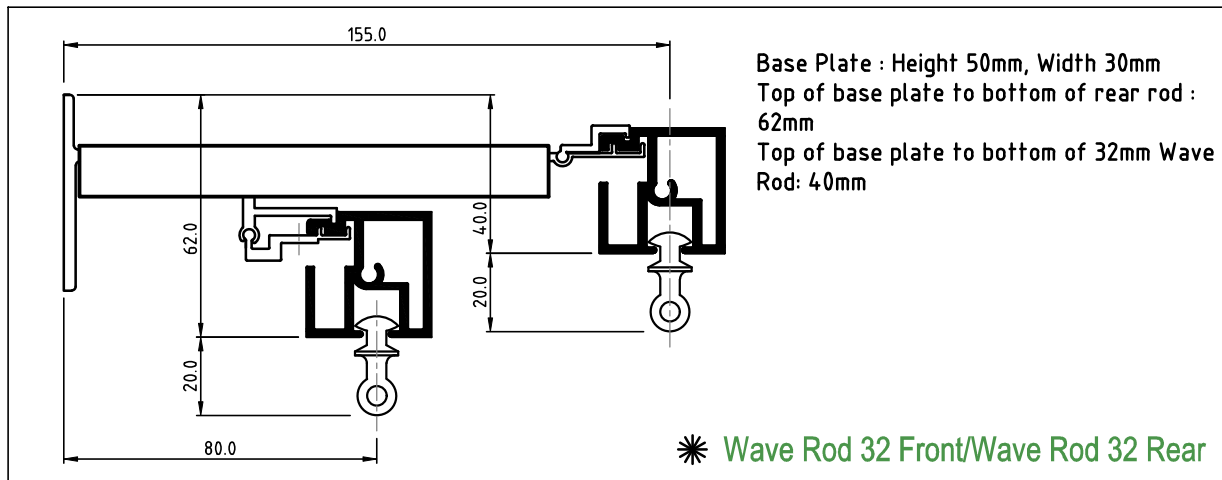 155.0
Base Plate : Height 50mm, Width 30mm
Top of base plate to bottom of rear rod :
62mm
Top of base plate to bottom of 32mm Wave
Rod: 40mm
62.0
40.0
20.0
20.0
80.0
Wave Rod 32 Front/Wave Rod 32 Rear